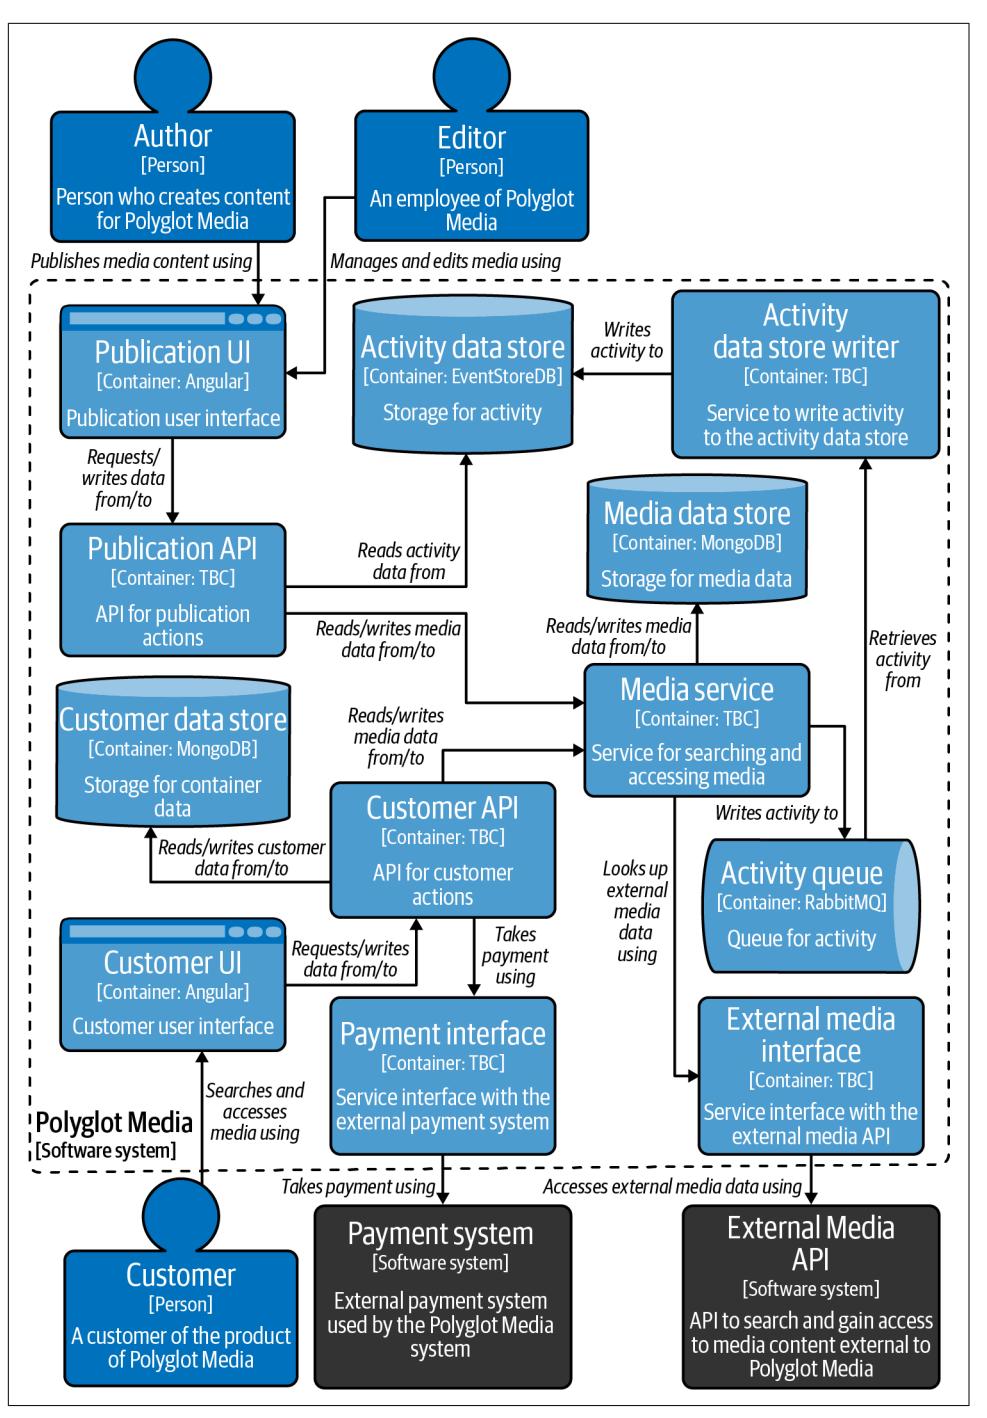 Author
[Person]
Person who creates content
for Polyglot Media
Editor
[Person]
An employee of Polyglot
Media
Publishes media content using
Manages and edits media using
Publication UI
[Container: Angular]
Publication user interface
Activity data store
[Container: EventStoreDB]
Storage for activity
Writes
activity to
Activity
data store writer
[Container: TBC]
Service to write activity
to the activity data store
Requests/
writes data
from/to
Publication API
[Container: TBC]
API for publication
actions
Reads activity
data from
Media data store
[Container: MongoDB]
Storage for media data
Reads/writes media
data from/to
Reads/writes media
data from/to
Retrieves
activity
from
Customer data store
[Container: MongoDB]
Storage for container
data
Reads/writes
media data
from/to
Media service
[Container: TBC]
Service for searching and
accessing media
Customer API
[Container: TBC]
API for customer
actions
Reads/writes customer
data from/to
Writes activity to
Looks up
external
media
data
using
Activity queue
[Container: RabbitMQ]
Queue for activity
Customer UI
[Container: Angular]
Customer user interface
Requests/writes
data from/to
Takes
payment
using
Payment interface
[Container: TBC]
Service interface with the
external payment system
External media
interface
[Container: TBC]
Service interface with the
external media API
Searches and
accesses
media using
Polyglot Media
[Software system]
Takes payment using
Accesses external media data using
Customer
[Person]
A customer of the product
of Polyglot Media
Payment system
[Software system]
External payment system
used by the Polyglot Media
system
External Media
API
[Software system]
API to search and gain access
to media content external to
Polyglot Media